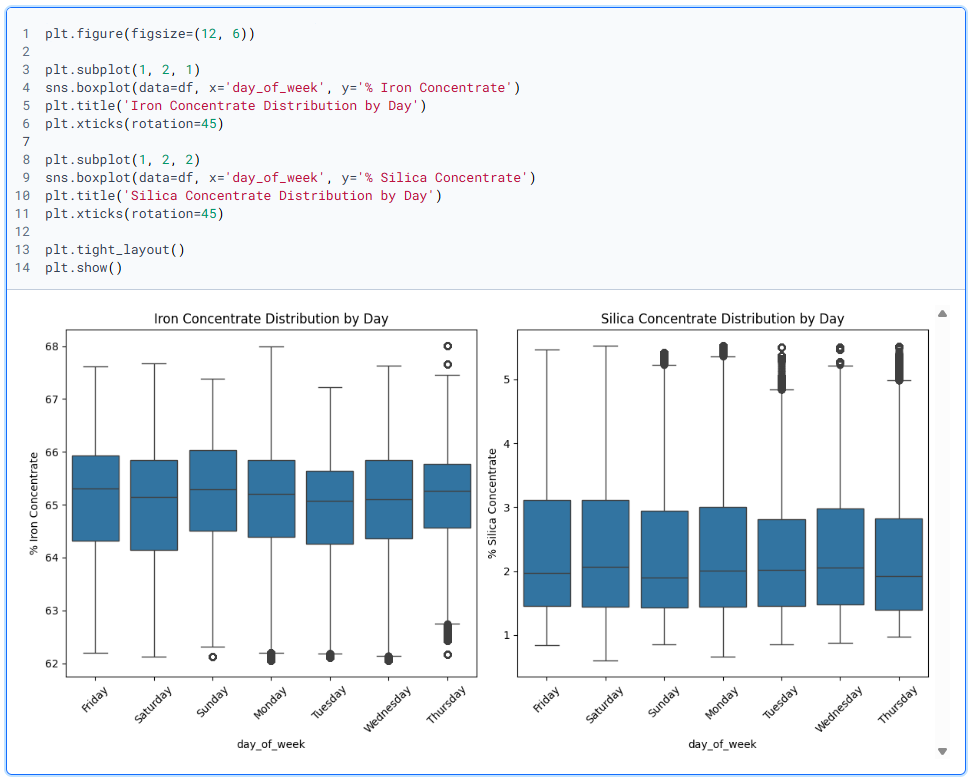 1 plt.figure(figsize=(12, 6))
2
3 plt.subplot(1, 2, 1)
4 sns.boxplot(data=df, x='day_of_week', y='% Iron Concentrate')
5 plt.title('Iron Concentrate Distribution by Day')
6 plt.xticks(rotation=45)
7
8 plt.subplot(1, 2, 2)
9 sns.boxplot(data=df, x='day_of_week', y='% Silica Concentrate')
10 plt.title('Silica Concentrate Distribution by Day')
11 plt.xticks(rotation=45)
12
13 plt.tight_layout()
14 plt.show()
Iron Concentrate Distribution by Day
% Iron Concentrate
68
67
66
65
64
63
62
Friday
Saturday
Sunday
Monday
Tuesday
Wednesday
Thursday
day_of_week
Silica Concentrate Distribution by Day
% Silica Concentrate
5
4
3
2
1
Friday
Saturday
Sunday
Monday
Tuesday
Wednesday
Thursday
day_of_week